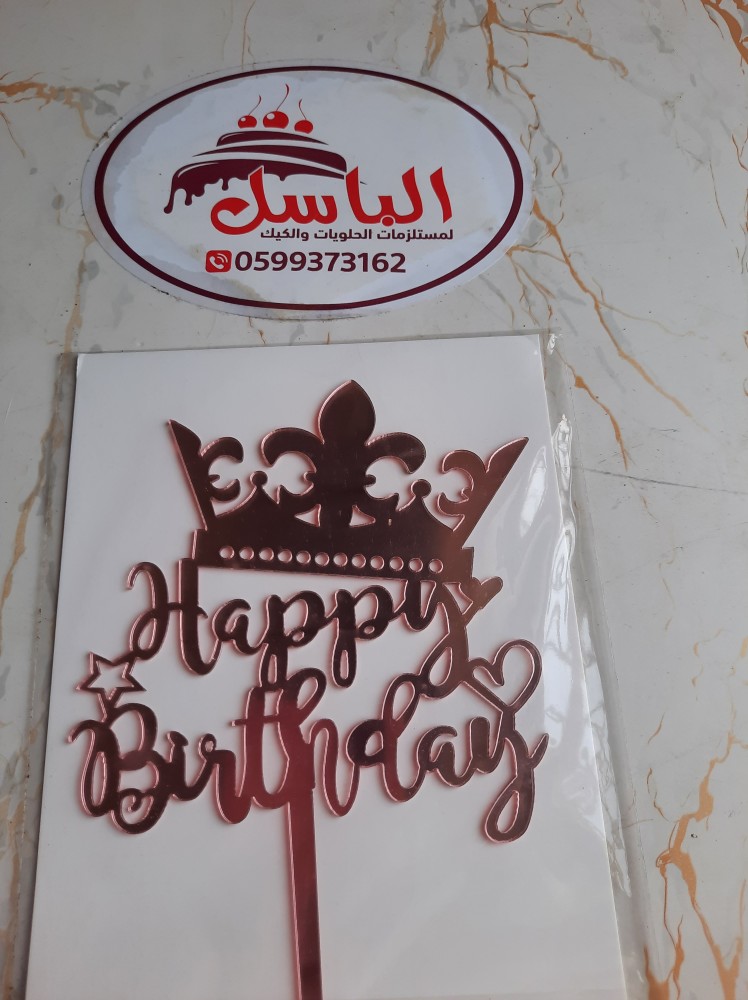 الباسل
لمستلزمات الحلويات والكيك
0599373162
Happy
Birthday